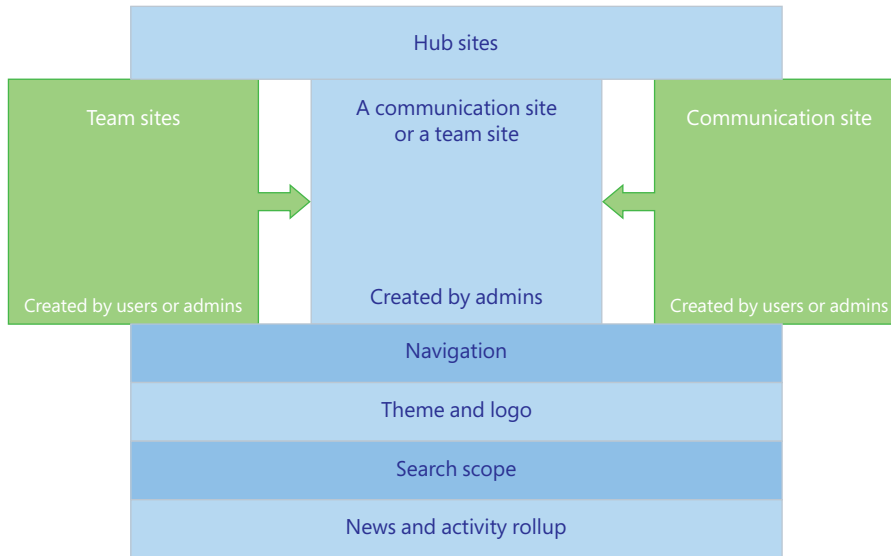 Hub sites
Team sites
A communication site
or a team site
Communication site
Created by users or admins
Created by admins
Created by users or admins
Navigation
Theme and logo
Search scope
News and activity rollup